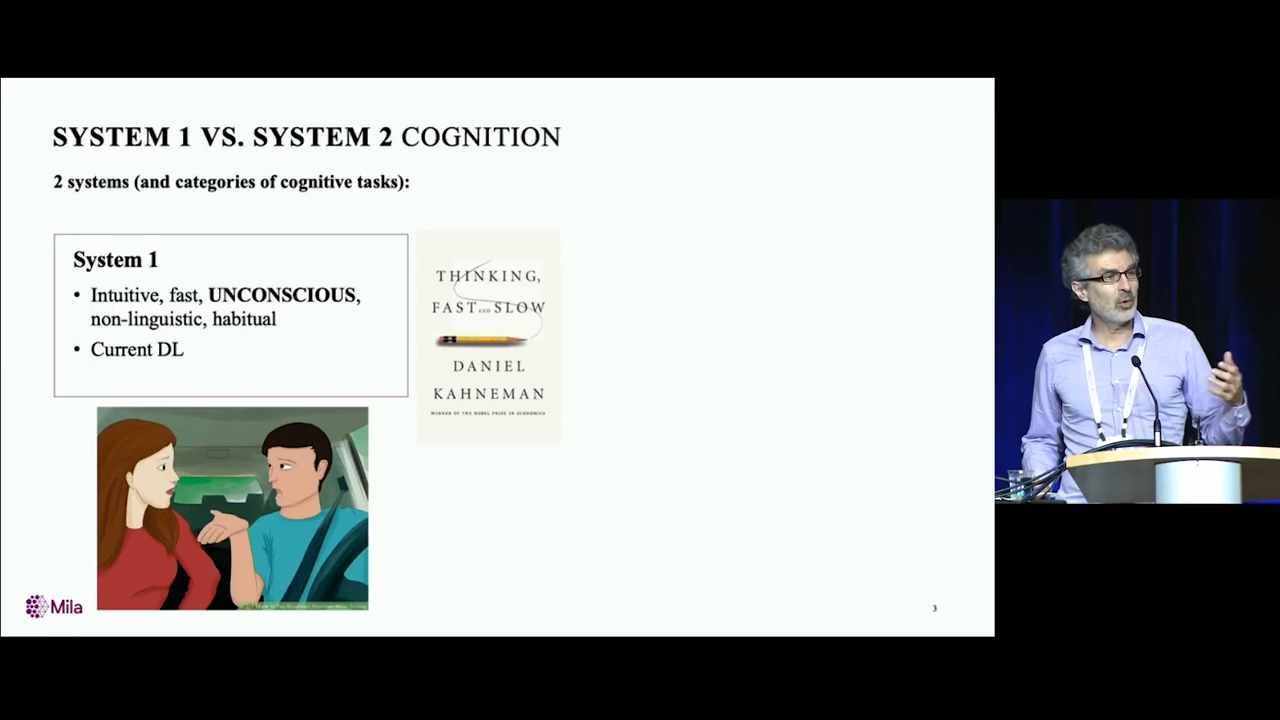 SYSTEM 1 VS. SYSTEM 2 COGNITION
2 systems (and categories of cognitive tasks):
System 1
• Intuitive, fast, UNCONSCIOUS,
non-linguistic, habitual
• Current DL
THINKING,
FAST AND SLOW
DANIEL
KAHNEMAN
WINNER OF THE NOBEL PRIZE IN ECONOMICS
Mila
3